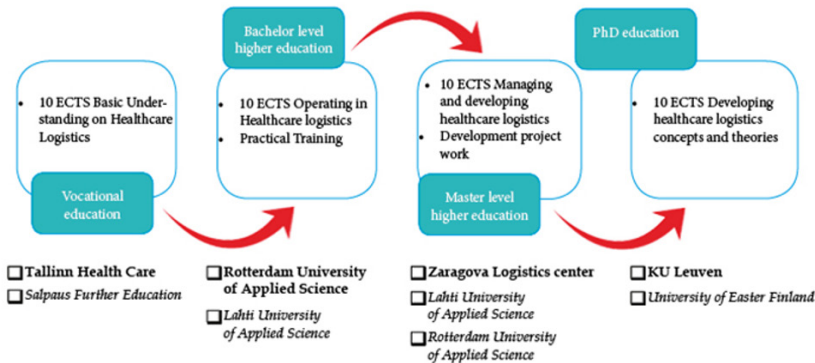 Bachelor level
higher education
PhD education
• 10 ECTS Basic Under-
standing on Healthcare
Logistics
Vocational
education
• 10 ECTS Operating in
Healthcare logistics
• Practical Training
• 10 ECTS Managing
and developing
healthcare logistics
• Development project
work
Master level
higher education
• 10 ECTS Developing
healthcare logistics
concepts and theories
Tallinn Health Care
Salpaus Further Education
Rotterdam University
of Applied Science
Lahti University
of Applied Science
Zaragova Logistics center
Lahti University
of Applied Science
Rotterdam University
of Applied Science
KU Leuven
University of Easter Finland